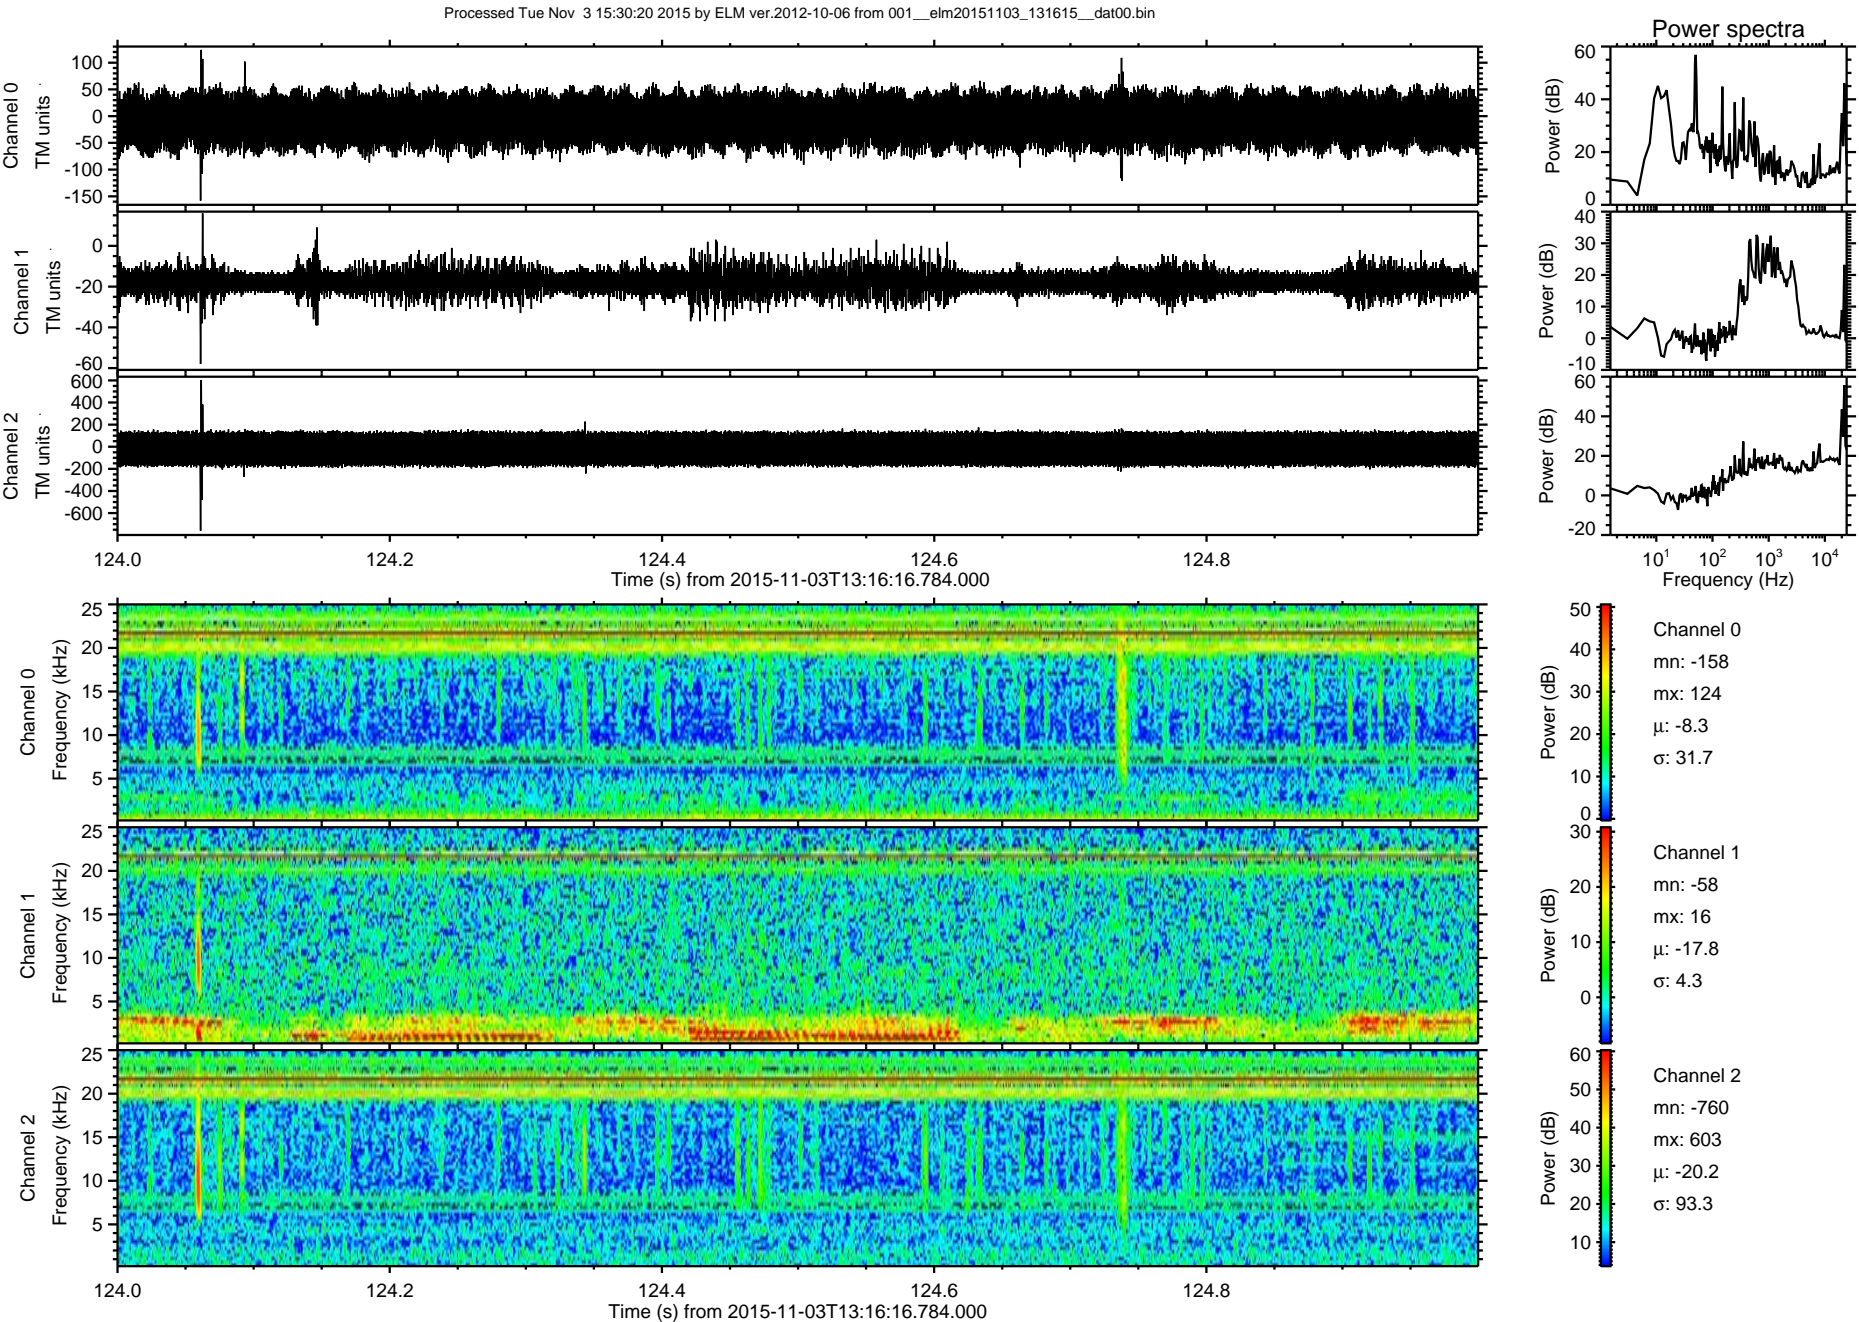 Processed Tue Nov  3 15:30:20 2015 by ELM ver.2012-10-06 from 001__elm20151103_131615__dat00.bin
Power spectra
Channel 0
TM units
100
50
0
-50
-100
-150
Power (dB)
60
40
20
0
Channel 1
TM units
0
-20
-40
-60
Power (dB)
40
30
20
10
0
-10
Channel 2
TM units
600
400
200
0
-200
-400
-600
Power (dB)
60
40
20
0
-20
124.0 124.2 124.4 124.6 124.8
Time (s) from 2015-11-03T13:16:16.784.000
10^1 10^2 10^3 10^4
Frequency (Hz)
Channel 0
Frequency (kHz)
25
20
15
10
5
Power (dB)
50
40
30
20
10
0
Channel 0
mn: -158
mx: 124
μ: -8.3
σ: 31.7
Channel 1
Frequency (kHz)
25
20
15
10
5
Power (dB)
30
20
10
0
Channel 1
mn: -58
mx: 16
μ: -17.8
σ: 4.3
Channel 2
Frequency (kHz)
25
20
15
10
5
Power (dB)
60
50
40
30
20
10
Channel 2
mn: -760
mx: 603
μ: -20.2
σ: 93.3
124.0 124.2 124.4 124.6 124.8
Time (s) from 2015-11-03T13:16:16.784.000